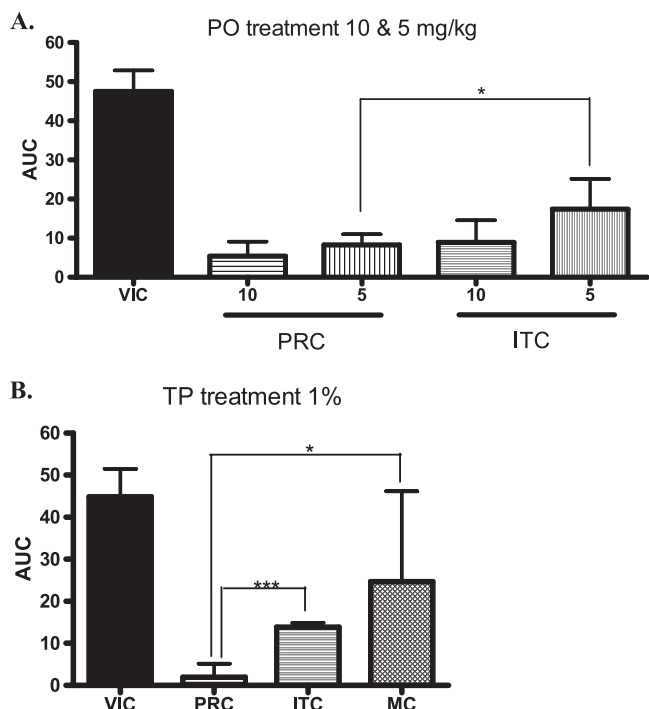 A.
PO treatment 10 & 5 mg/kg
60
50
40
30
20
10
0
AUC
*
VIC 10 5 10 5
PRC ITC
B.
TP treatment 1%
60
50
40
30
20
10
0
AUC
*
***
VIC PRC ITC MC